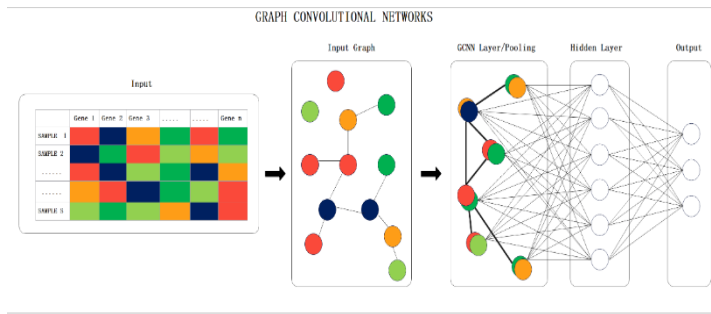 GRAPH CONVOLUTIONAL NETWORKS
Input Graph
GCNN Layer/Pooling
Hidden Layer
Output
Input
Gene 1 Gene 2 Gene 3 ..... ..... Gene n
SAMPLE 1
SAMPLE 2
......
......
SAMPLE N